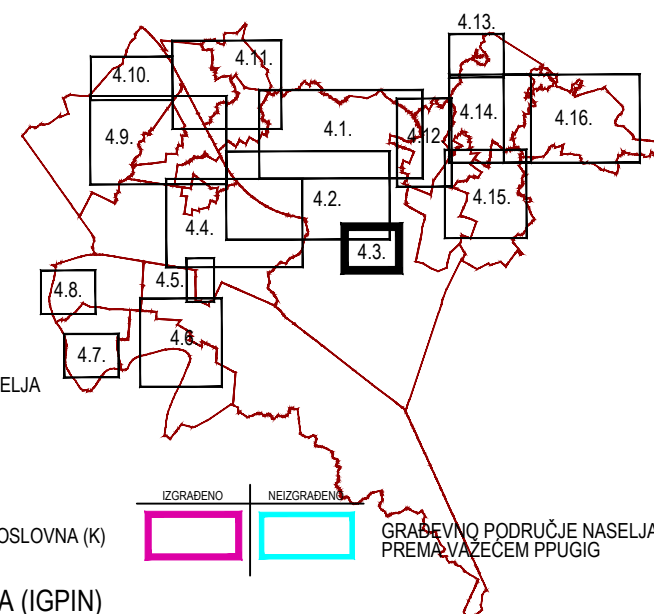 4.13.
4.11.
4.10.
4.9.
4.1.
4.12.
4.14.
4.16.
4.2.
4.4.
4.15.
4.3.
4.5.
4.8.
4.6
4.7.
ELJA
IZGRAĐENO
NEIZGRAĐENO
OSLOVNA (K)
GRAĐEVNO PODRUČJE NASELJA
PREMA VAŽEĆEM PPUGIG
A (IGPIN)